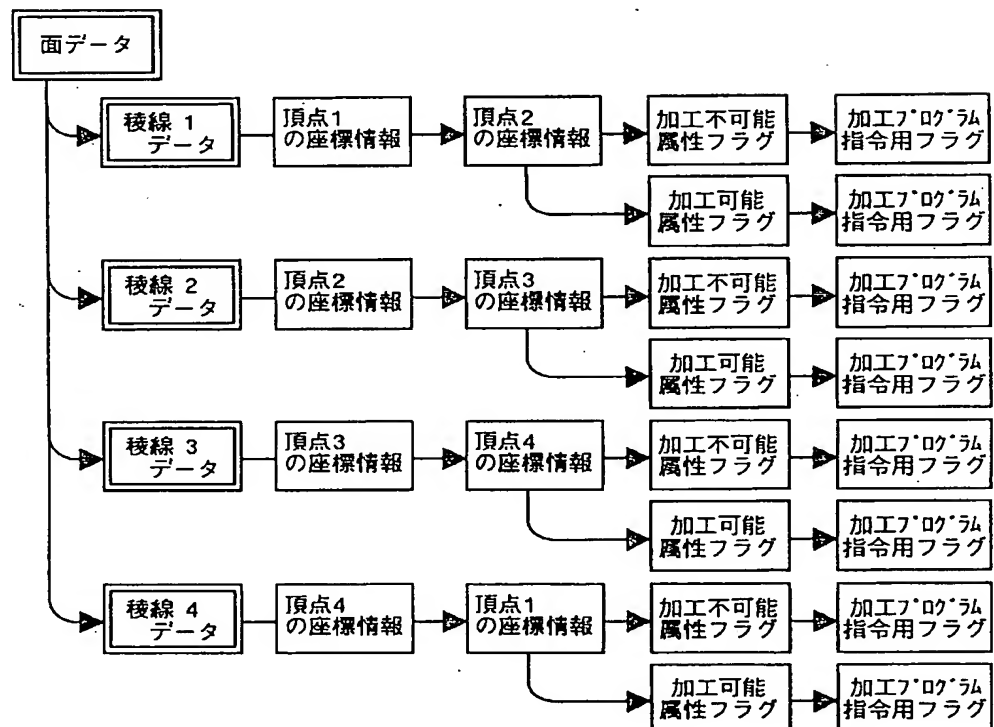 面データ
稜線 1
データ
頂点1
の座標情報
頂点2
の座標情報
加工不可能
属性フラグ
加工プログラム
指令用フラグ
加工可能
属性フラグ
加工プログラム
指令用フラグ
稜線 2
データ
頂点2
の座標情報
頂点3
の座標情報
加工不可能
属性フラグ
加工プログラム
指令用フラグ
加工可能
属性フラグ
加工プログラム
指令用フラグ
稜線 3
データ
頂点3
の座標情報
頂点4
の座標情報
加工不可能
属性フラグ
加工プログラム
指令用フラグ
加工可能
属性フラグ
加工プログラム
指令用フラグ
稜線 4
データ
頂点4
の座標情報
頂点1
の座標情報
加工不可能
属性フラグ
加工プログラム
指令用フラグ
加工可能
属性フラグ
加工プログラム
指令用フラグ